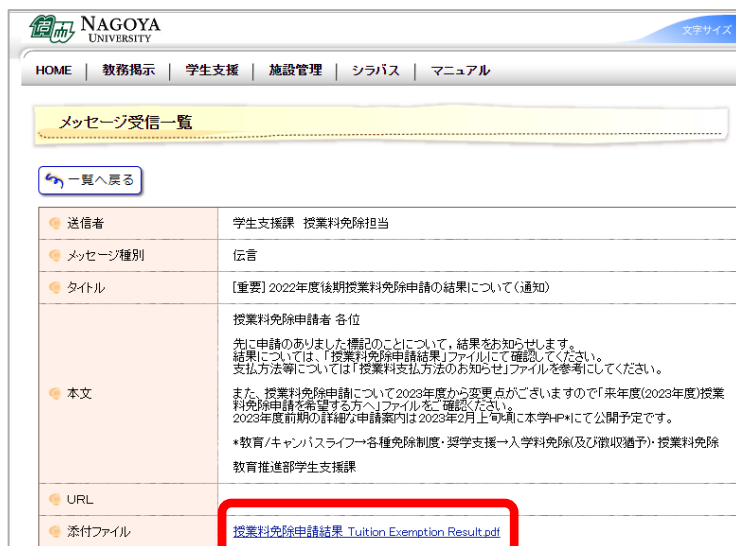 名大 NAGOYA
UNIVERSITY
文字サイズ
HOME | 教務掲示 | 学生支援 | 施設管理 | シラバス | マニュアル
メッセージ受信一覧
一覧へ戻る
送信者 学生支援課 授業料免除担当
メッセージ種別 伝言
タイトル [重要] 2022年度後期授業料免除申請の結果について(通知)
授業料免除申請者 各位
先に申請のありました標記のことについて，結果をお知らせします。
結果については、「授業料免除申請結果」ファイルにて確認してください。
支払方法等については「授業料支払方法のお知らせ」ファイルを参考にしてください。
本文
また、授業料免除申請について2023年度から変更点がございますので「来年度(2023年度)授業
料免除申請を希望する方へ」ファイルをご確認ください。
2023年度前期の詳細な申請案内は2023年2月上旬頃に本学HP*にて公開予定です。
*教育/キャンパスライフ→各種免除制度・奨学支援→入学料免除(及び徴収猶予)・授業料免除
教育推進部学生支援課
URL
添付ファイル 授業料免除申請結果 Tuition Exemption Result.pdf